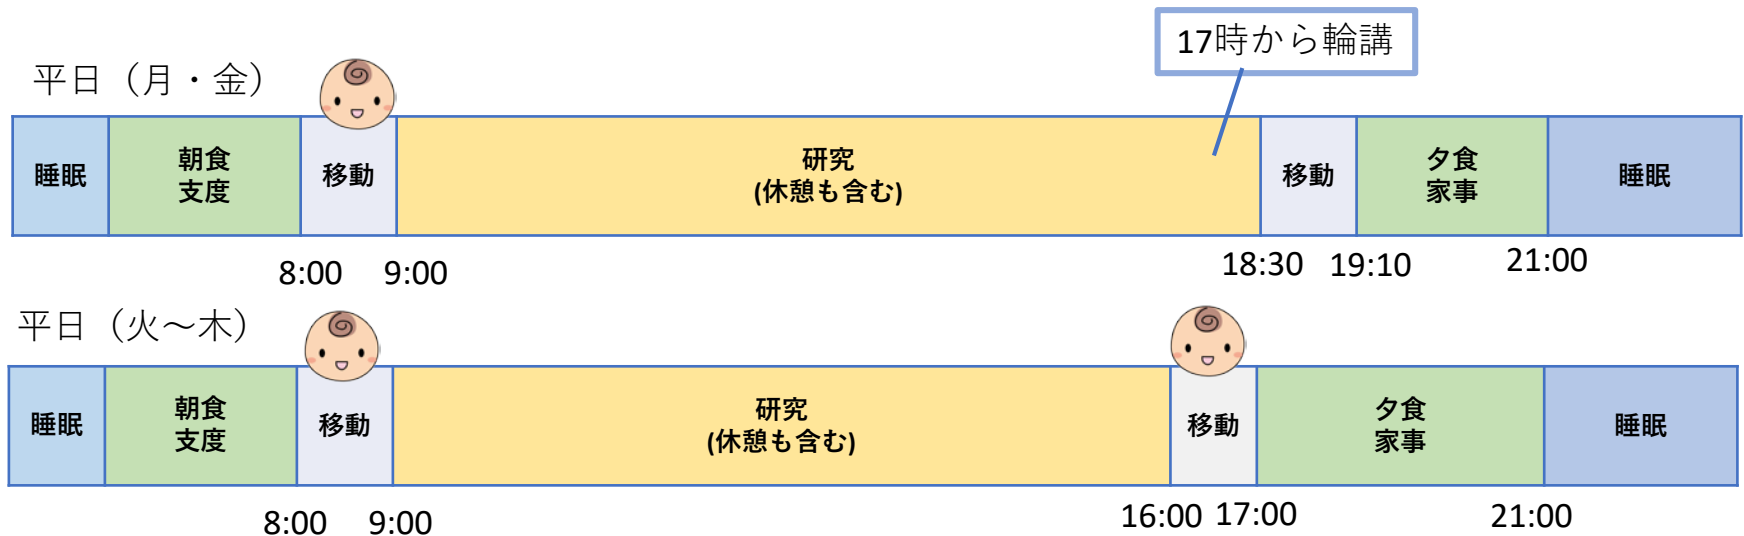 17時から輪講
平日（月・金）
睡眠
朝食
支度
移動
研究
(休憩も含む)
移動
夕食
家事
睡眠
8:00
9:00
18:30
19:10
21:00
平日（火～木）
睡眠
朝食
支度
移動
研究
(休憩も含む)
移動
夕食
家事
睡眠
8:00
9:00
16:00
17:00
21:00